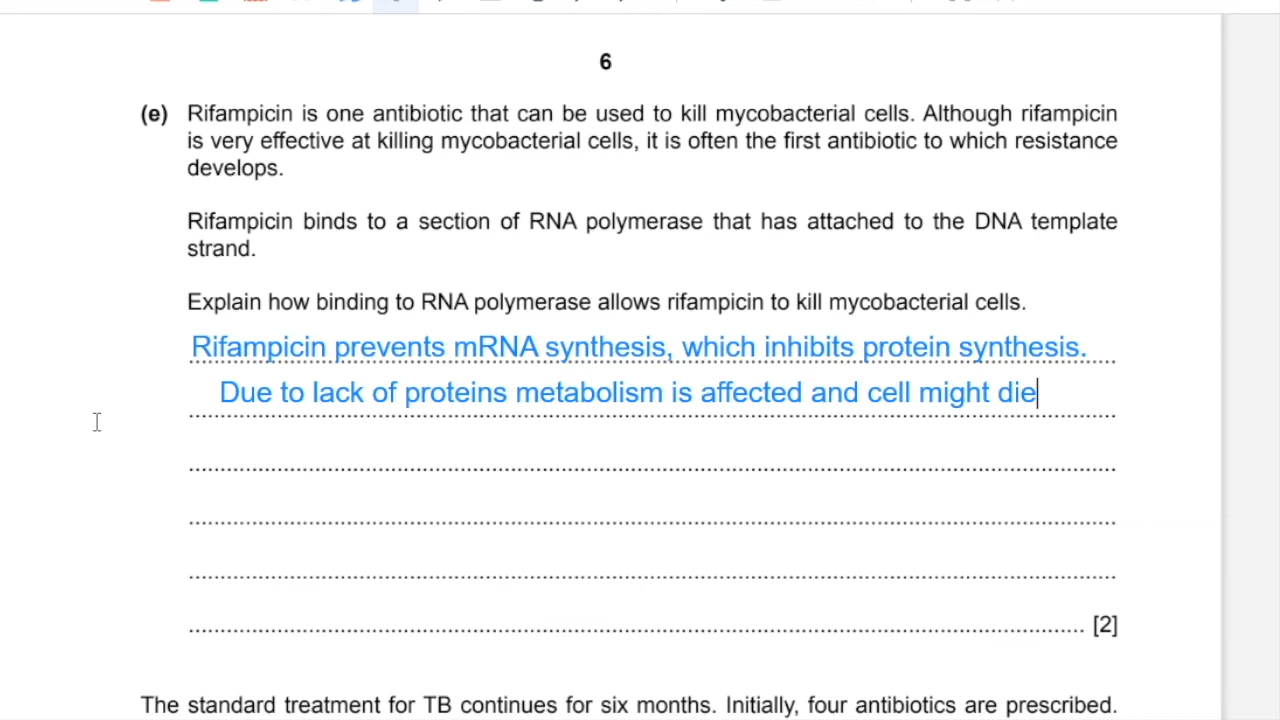 6
(e) Rifampicin is one antibiotic that can be used to kill mycobacterial cells. Although rifampicin
is very effective at killing mycobacterial cells, it is often the first antibiotic to which resistance
develops.
Rifampicin binds to a section of RNA polymerase that has attached to the DNA template
strand.
Explain how binding to RNA polymerase allows rifampicin to kill mycobacterial cells.
Rifampicin prevents mRNA synthesis, which inhibits protein synthesis.
Due to lack of proteins metabolism is affected and cell might die
[2]
The standard treatment for TB continues for six months. Initially, four antibiotics are prescribed.